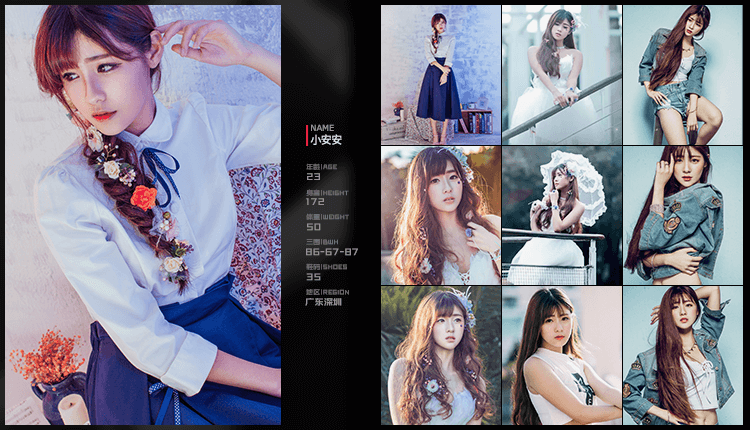 NAME
小安安
年龄|AGE
23
身高|HEIGHT
172
体重|WEIGHT
50
三围|BWH
86-67-87
鞋码|SHOES
35
地区|REGION
广东深圳